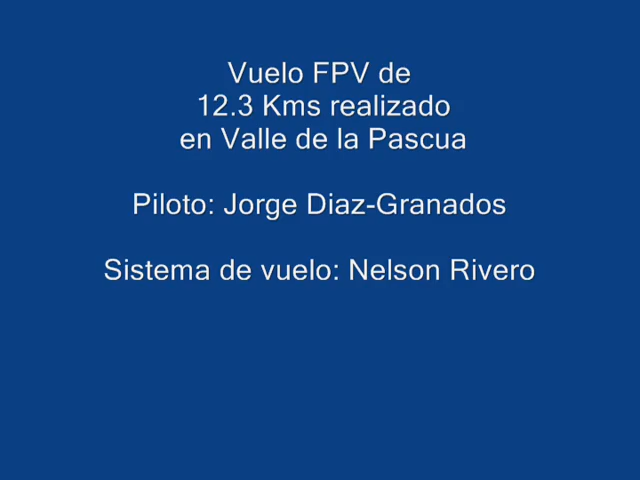 Vuelo FPV de
12.3 Kms realizado
en Valle de la Pascua
Piloto: Jorge Diaz-Granados
Sistema de vuelo: Nelson Rivero